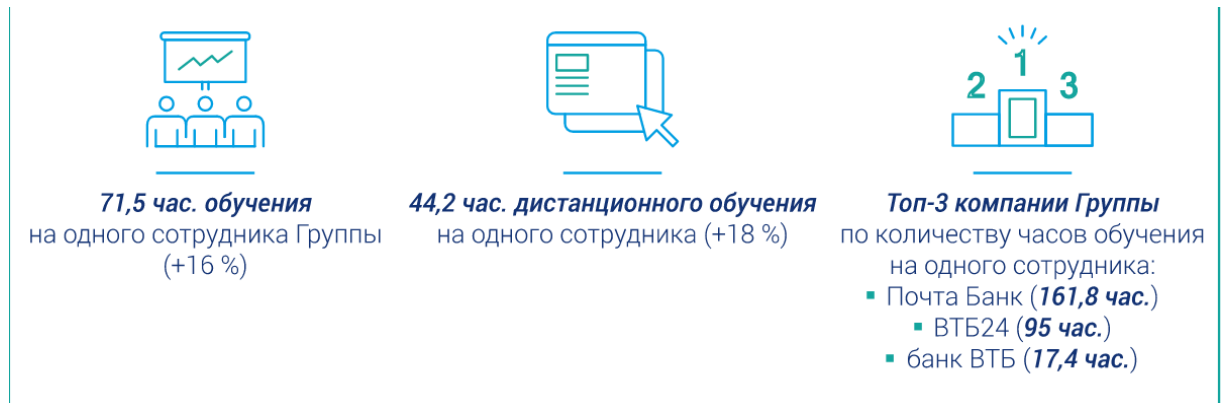 71,5 час. обучения
на одного сотрудника Группы
(+16 %)
44,2 час. дистанционного обучения
на одного сотрудника (+18 %)
2 1 3
Топ-3 компании Группы
по количеству часов обучения
на одного сотрудника:
▪ Почта Банк (161,8 час.)
▪ ВТБ24 (95 час.)
▪ банк ВТБ (17,4 час.)